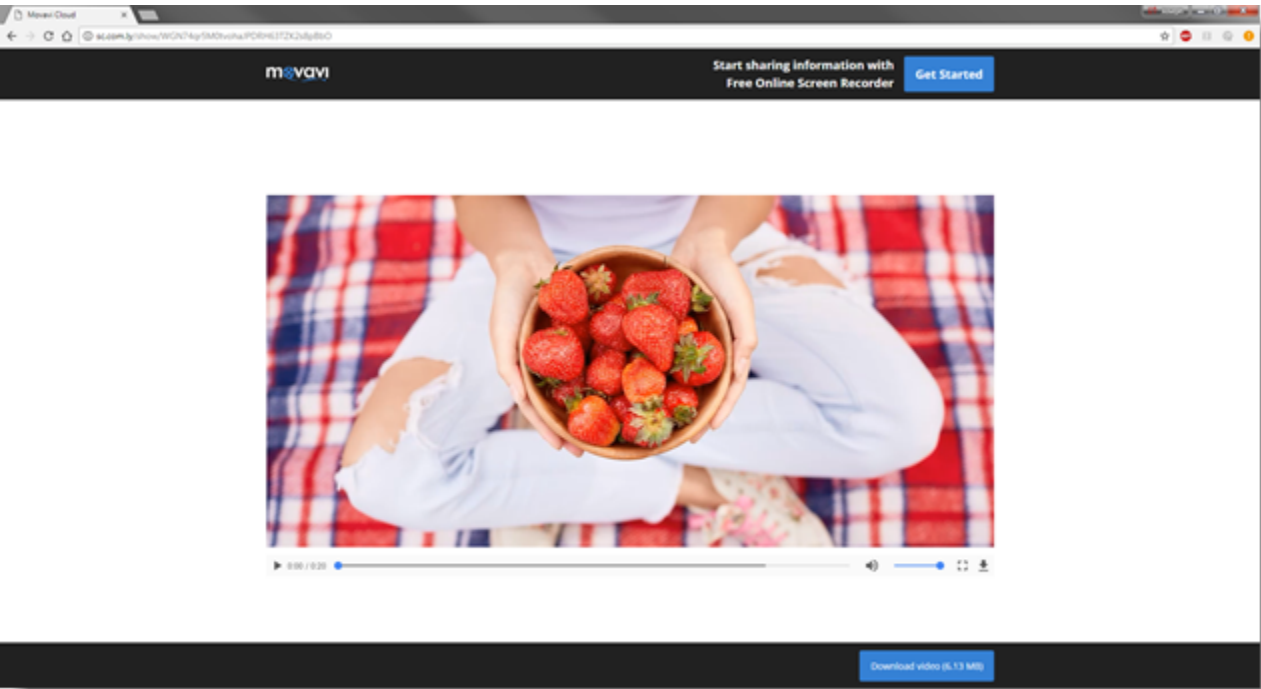 Movavi Cloud
movavi
Start sharing information with
Free Online Screen Recorder
Get Started
0:00 / 0:20
Download video (6.13 MB)